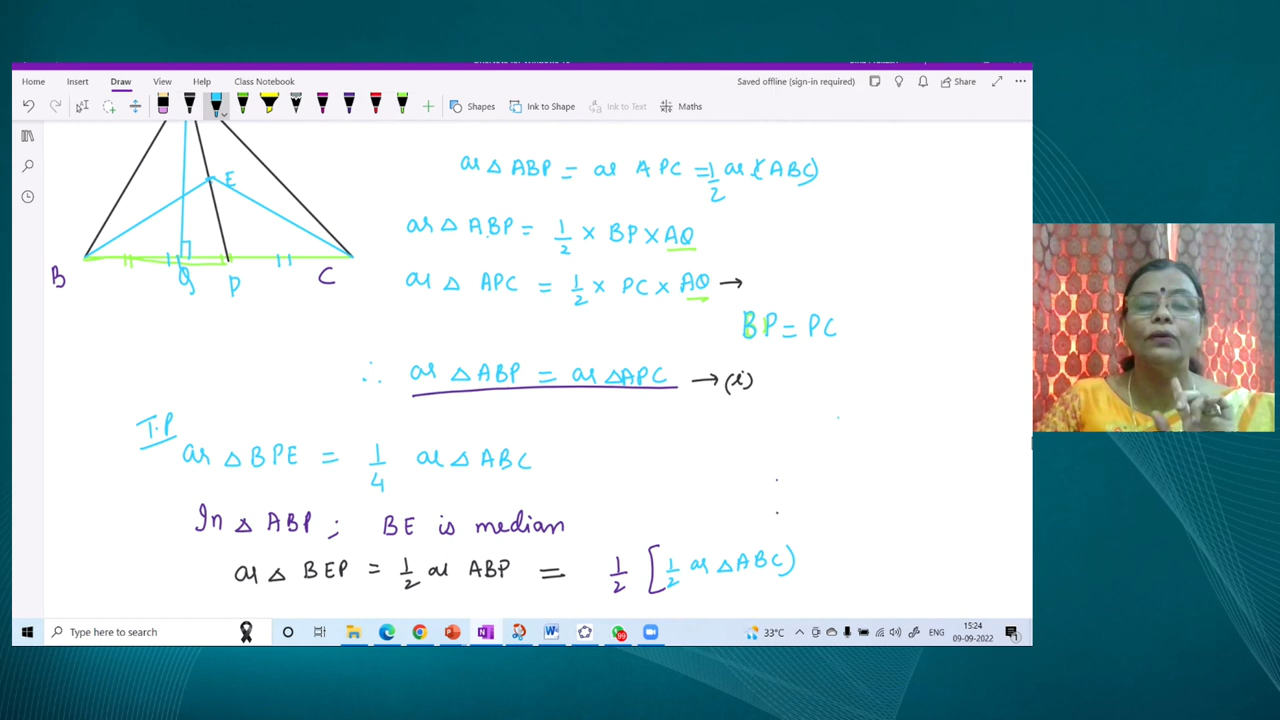 Home Insert Draw View Help Class Notebook Saved offline (sign-in required) Share
Shapes Ink to Shape Ink to Text Maths
E
B Q P C
ar △ ABP = ar APC = 1/2 ar (ABC)
ar △ ABP = 1/2 × BP × AQ
ar △ APC = 1/2 × PC × AQ →
BP = PC
∴ ar △ABP = ar △APC → (i)
T.P
ar △ BPE = 1/4 ar △ ABC
In △ ABP ; BE is median
ar △ BEP = 1/2 ar ABP = 1/2 [1/2 ar △ABC)
Type here to search 99 33°C ENG 15:24
09-09-2022